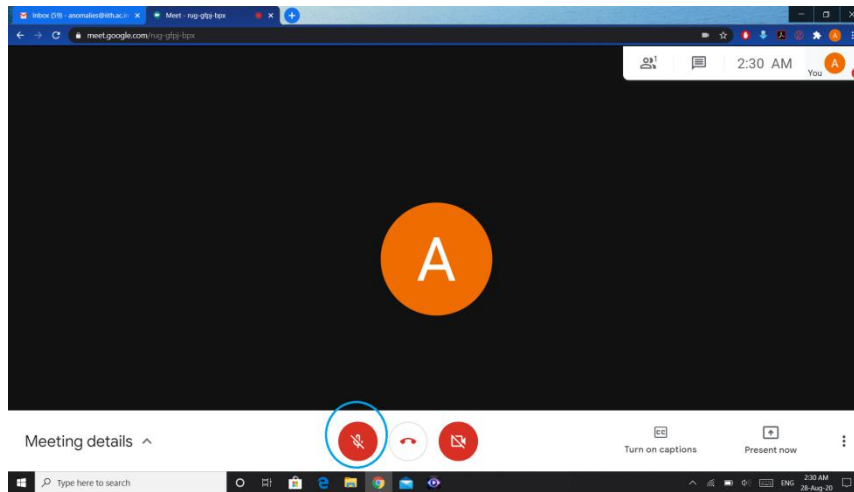 Inbox (59) - anomalies@iith.ac.in
Meet - rug-gfpj-bpx
meet.google.com/rug-gfpj-bpx
1
2:30 AM
You
A
A
Meeting details
CC
Turn on captions
Present now
Type here to search
ENG
2:30 AM
28-Aug-20